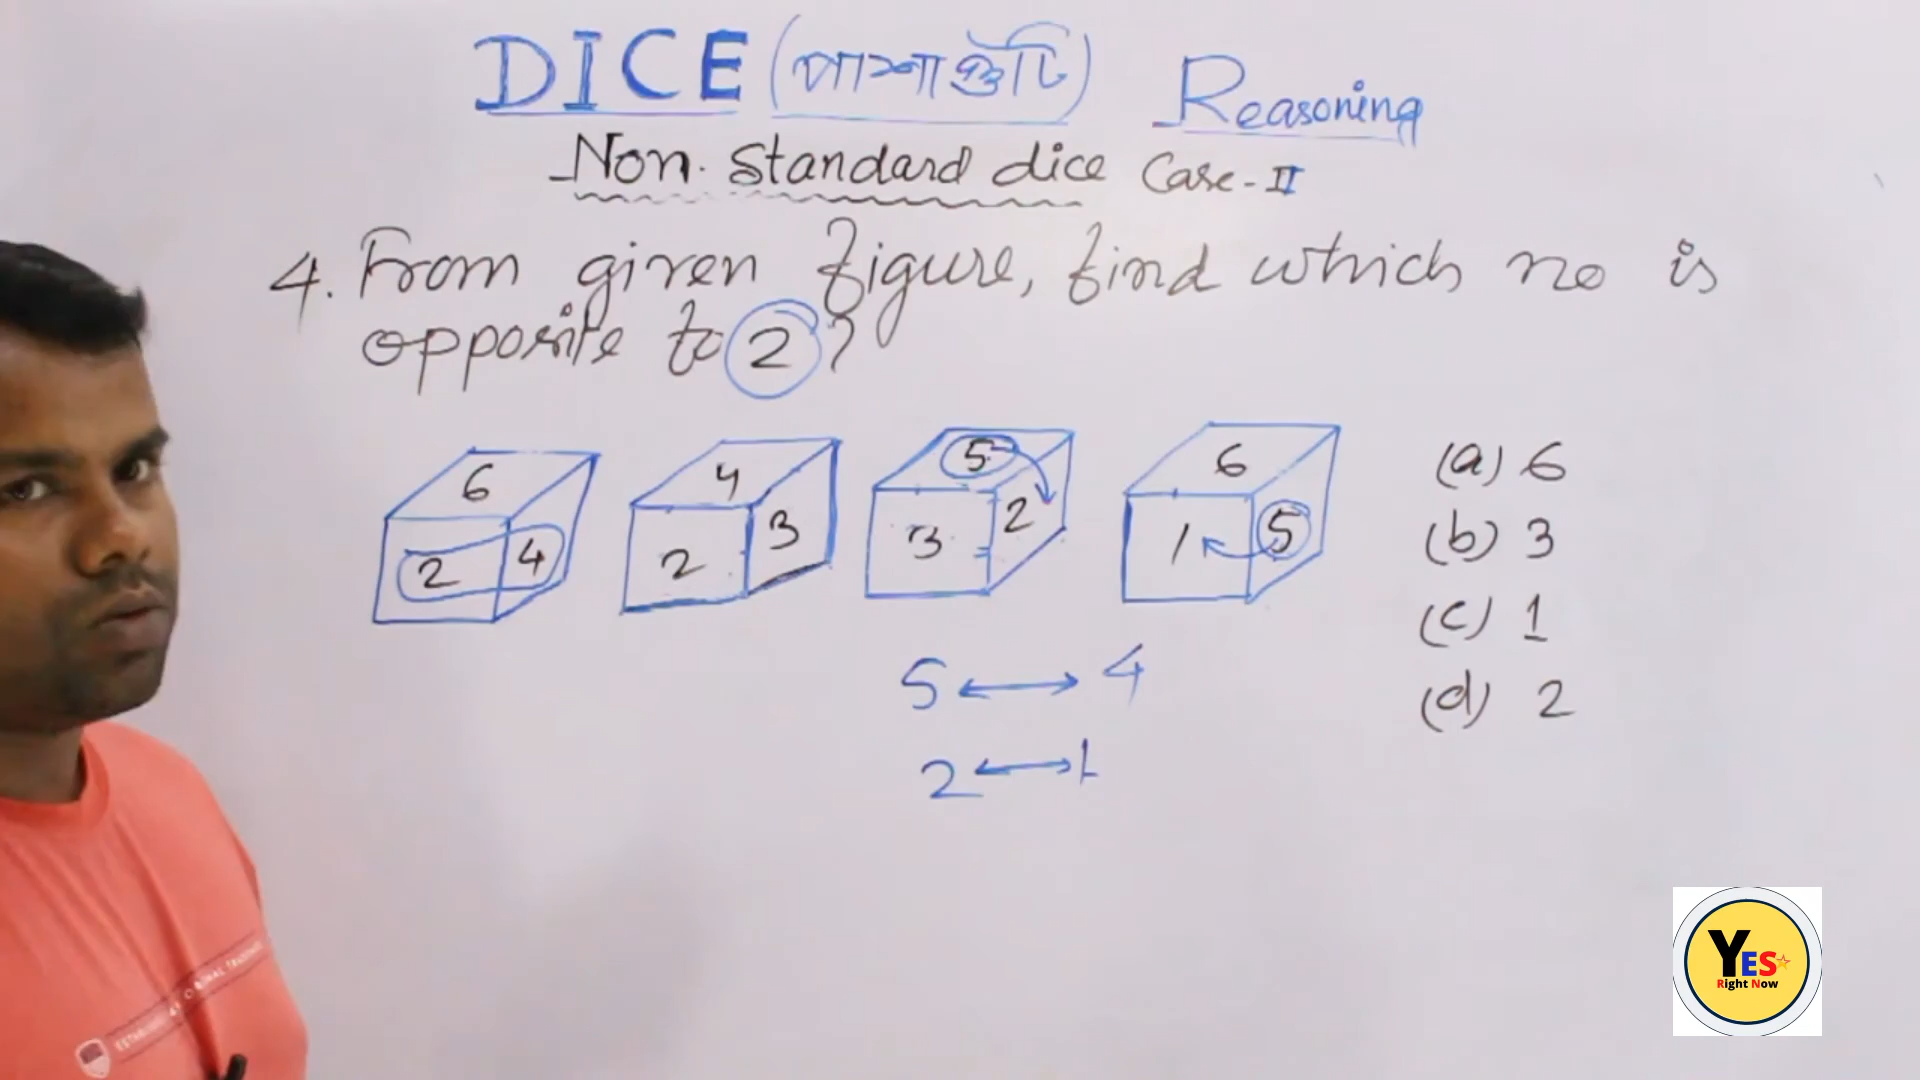 DICE (পাশাগুটি) Reasoning
Non. Standard dice Case-II
4. From given figure, find which no is
opposite to 2?
6
2 4
4
2 3
5
3 2
6
1 5
(a) 6
(b) 3
(c) 1
(d) 2
5 ↔ 4
2 ↔ 1
YES
Right Now